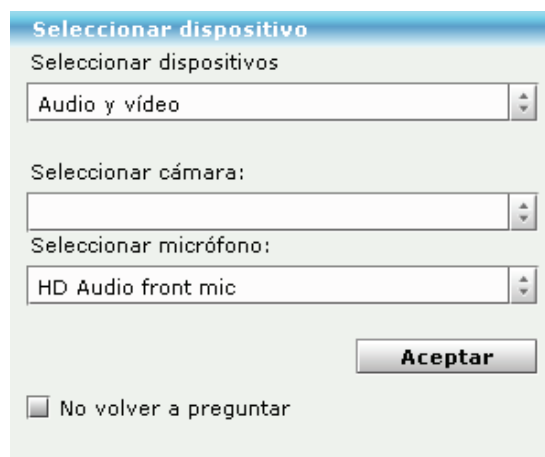 Seleccionar dispositivo
Seleccionar dispositivos
Audio y vídeo
Seleccionar cámara:
Seleccionar micrófono:
HD Audio front mic
Aceptar
No volver a preguntar